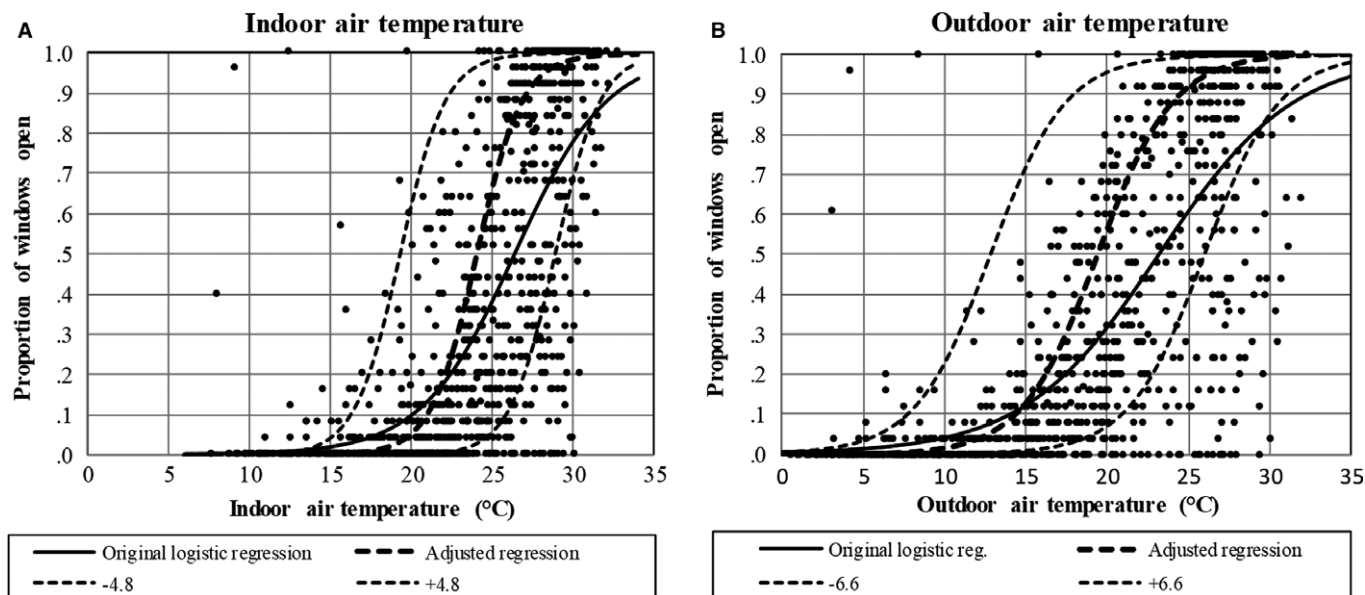 A
Indoor air temperature
Proportion of windows open
1.0
.9
.8
.7
.6
.5
.4
.3
.2
.1
.0
0 5 10 15 20 25 30 35
Indoor air temperature (°C)
Original logistic regression Adjusted regression
-4.8 +4.8
B
Outdoor air temperature
Proportion of windows open
1.0
.9
.8
.7
.6
.5
.4
.3
.2
.1
.0
0 5 10 15 20 25 30 35
Outdoor air temperature (°C)
Original logistic reg. Adjusted regression
-6.6 +6.6